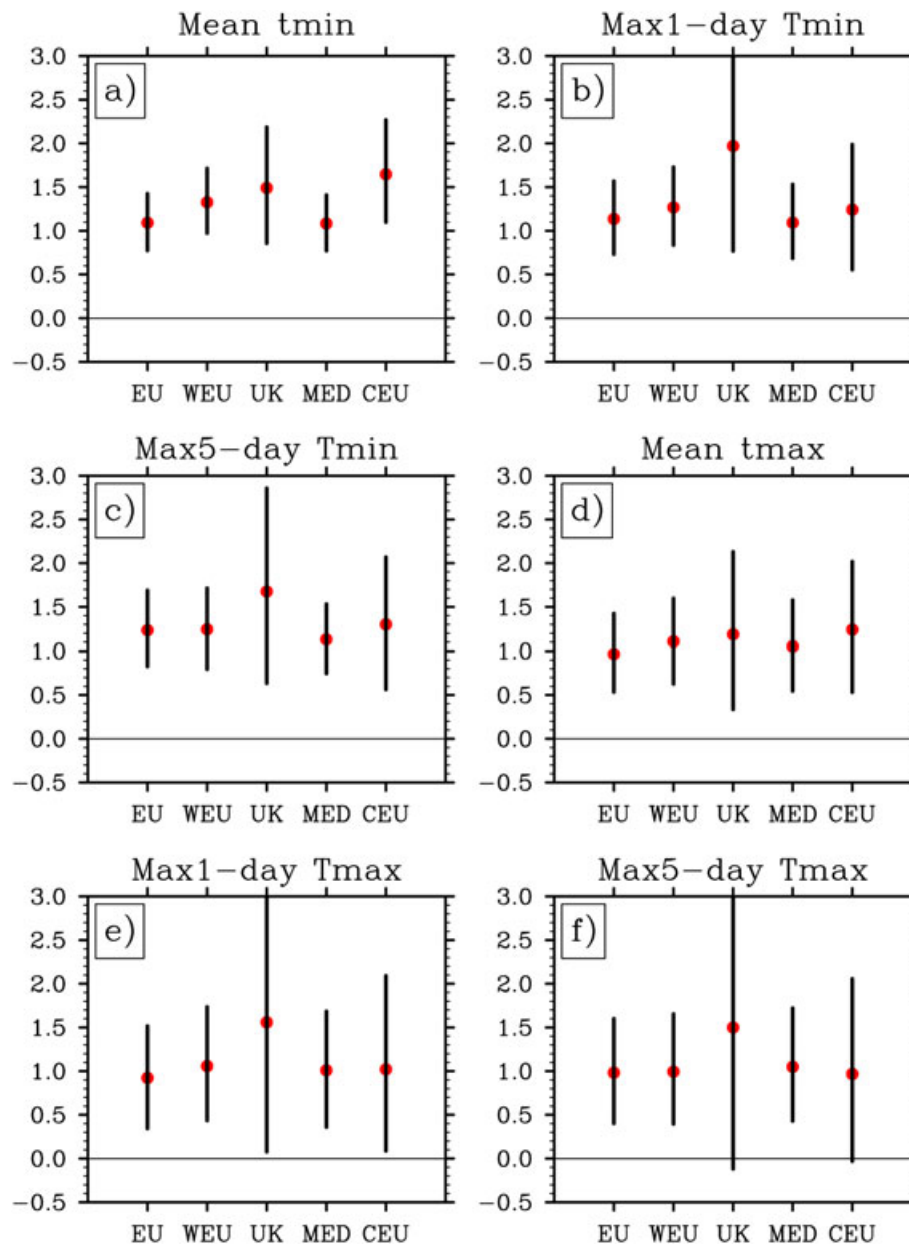 Mean tmin
a)
3.0
2.5
2.0
1.5
1.0
0.5
0.0
−0.5
EU WEU UK MED CEU
Max1−day Tmin
b)
3.0
2.5
2.0
1.5
1.0
0.5
0.0
−0.5
EU WEU UK MED CEU
Max5−day Tmin
c)
3.0
2.5
2.0
1.5
1.0
0.5
0.0
−0.5
EU WEU UK MED CEU
Mean tmax
d)
3.0
2.5
2.0
1.5
1.0
0.5
0.0
−0.5
EU WEU UK MED CEU
Max1−day Tmax
e)
3.0
2.5
2.0
1.5
1.0
0.5
0.0
−0.5
EU WEU UK MED CEU
Max5−day Tmax
f)
3.0
2.5
2.0
1.5
1.0
0.5
0.0
−0.5
EU WEU UK MED CEU